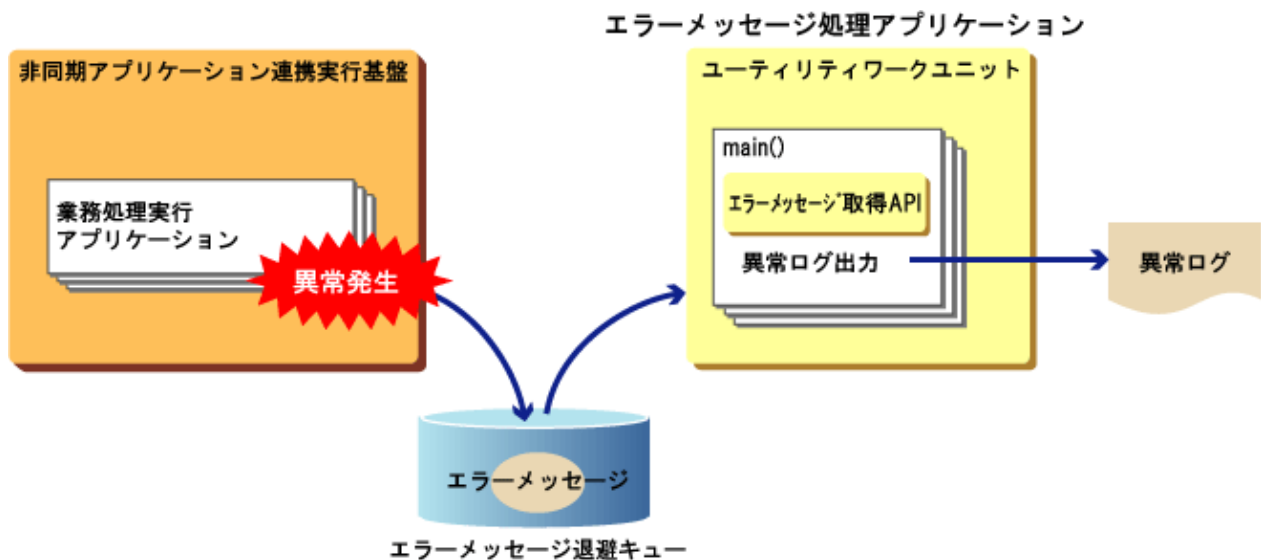 エラーメッセージ処理アプリケーション
非同期アプリケーション連携実行基盤
業務処理実行
アプリケーション
異常発生
ユーティリティワークユニット
main()
ｴﾗｰﾒｯｾｰｼﾞ取得API
異常ログ出力
異常ログ
エラーメッセージ
エラーメッセージ退避キュー